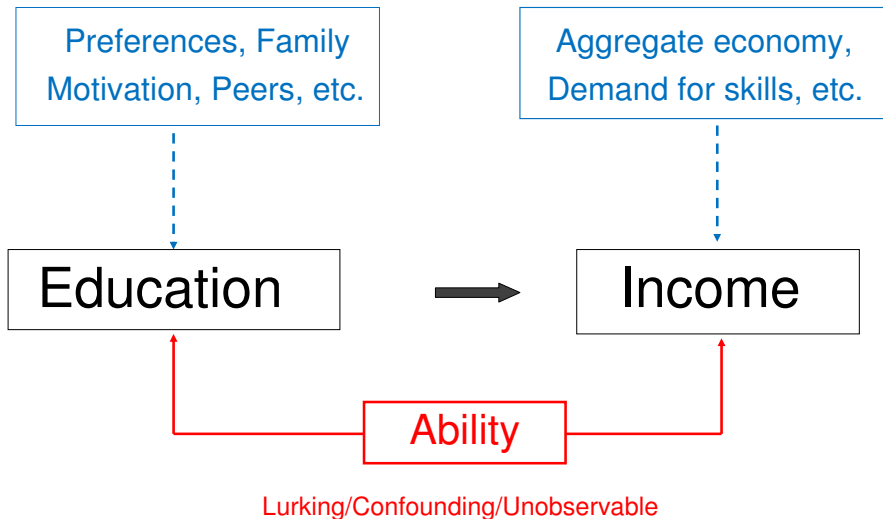 Preferences, Family
Motivation, Peers, etc.
Aggregate economy,
Demand for skills, etc.
Education
Income
Ability
Lurking/Confounding/Unobservable